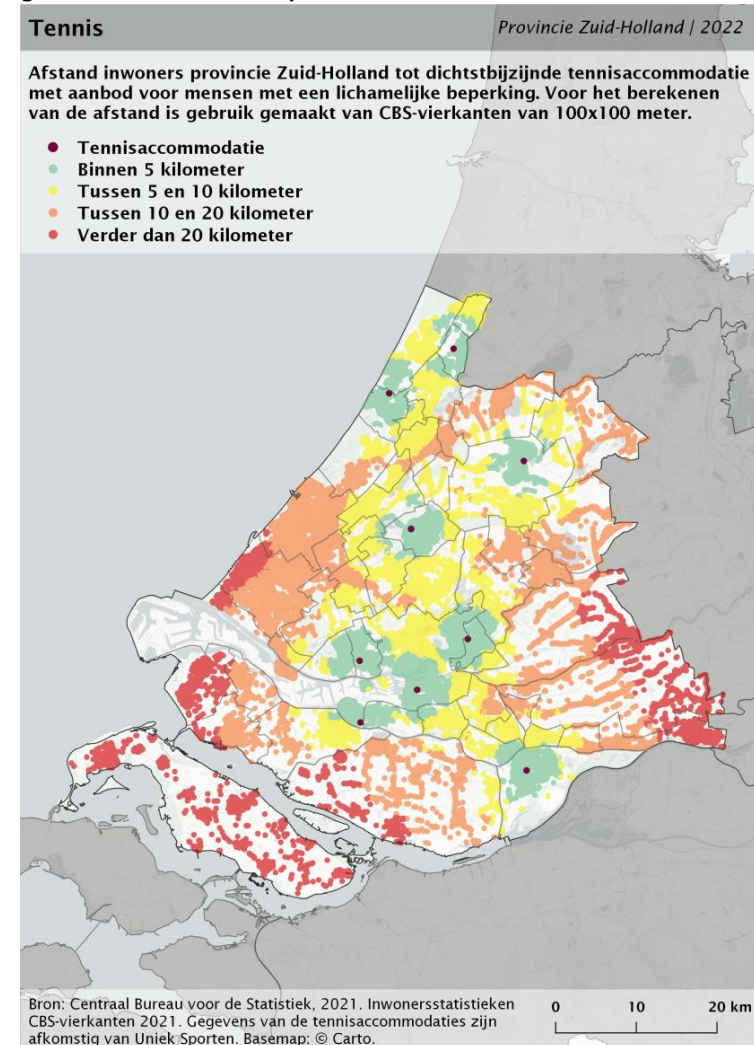 Tennis
Provincie Zuid-Holland | 2022
Afstand inwoners provincie Zuid-Holland tot dichtstbijzijnde tennisaccommodatie
met aanbod voor mensen met een lichamelijke beperking. Voor het berekenen
van de afstand is gebruik gemaakt van CBS-vierkanten van 100x100 meter.
Tennisaccommodatie
Binnen 5 kilometer
Tussen 5 en 10 kilometer
Tussen 10 en 20 kilometer
Verder dan 20 kilometer
Bron: Centraal Bureau voor de Statistiek, 2021. Inwonersstatistieken
CBS-vierkanten 2021. Gegevens van de tennisaccommodaties zijn
afkomstig van Uniek Sporten. Basemap: © Carto.
0 10 20 km